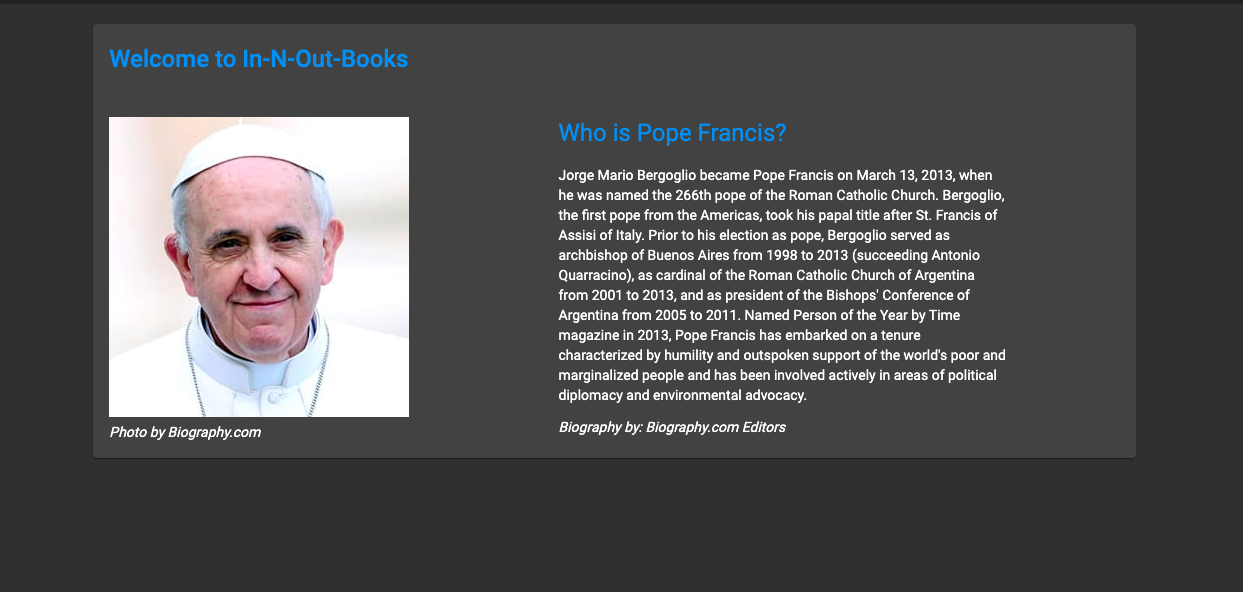 Welcome to In-N-Out-Books
Who is Pope Francis?
Jorge Mario Bergoglio became Pope Francis on March 13, 2013, when
he was named the 266th pope of the Roman Catholic Church. Bergoglio,
the first pope from the Americas, took his papal title after St. Francis of
Assisi of Italy. Prior to his election as pope, Bergoglio served as
archbishop of Buenos Aires from 1998 to 2013 (succeeding Antonio
Quarracino), as cardinal of the Roman Catholic Church of Argentina
from 2001 to 2013, and as president of the Bishops' Conference of
Argentina from 2005 to 2011. Named Person of the Year by Time
magazine in 2013, Pope Francis has embarked on a tenure
characterized by humility and outspoken support of the world's poor and
marginalized people and has been involved actively in areas of political
diplomacy and environmental advocacy.
Biography by: Biography.com Editors
Photo by Biography.com